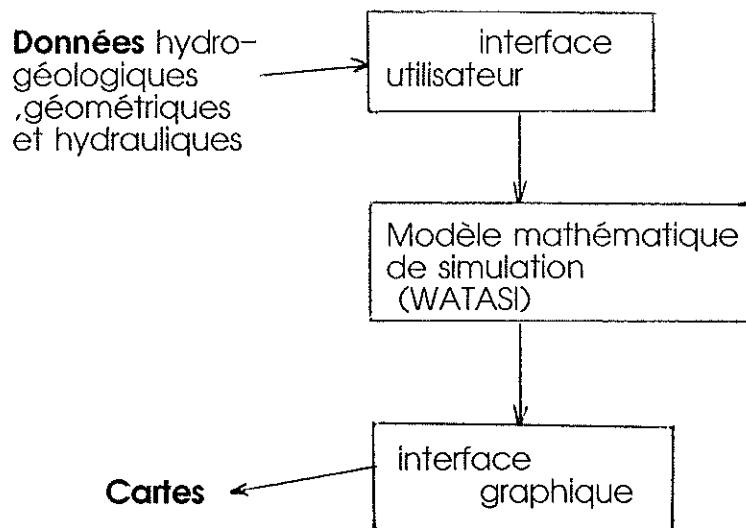 Données hydro-
géologiques
,géométriques
et hydrauliques
interface
utilisateur
Modèle mathématique
de simulation
(WATASI)
interface
graphique
Cartes